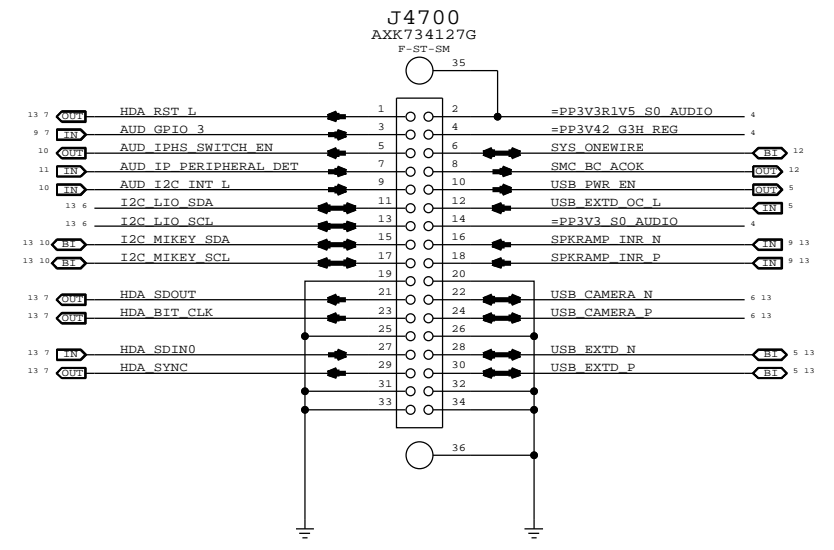 J4700
AXK734127G
F-ST-SM
35
13 7 OUT HDA_RST_L 1 2 =PP3V3R1V5_S0_AUDIO 4
9 7 IN AUD_GPIO_3 3 4 =PP3V42_G3H_REG 4
10 OUT AUD_IPHS_SWITCH_EN 5 6 SYS_ONEWIRE BI 12
11 IN AUD_IP_PERIPHERAL_DET 7 8 SMC_BC_ACOK OUT 12
10 IN AUD_I2C_INT_L 9 10 USB_PWR_EN OUT 5
13 6 I2C_LIO_SDA 11 12 USB_EXTD_OC_L IN 5
13 6 I2C_LIO_SCL 13 14 =PP3V3_S0_AUDIO 4
13 10 BI I2C_MIKEY_SDA 15 16 SPKRAMP_INR_N IN 9 13
13 10 BI I2C_MIKEY_SCL 17 18 SPKRAMP_INR_P IN 9 13
19 20
13 7 OUT HDA_SDOUT 21 22 USB_CAMERA_N 6 13
13 7 OUT HDA_BIT_CLK 23 24 USB_CAMERA_P 6 13
25 26
13 7 IN HDA_SDIN0 27 28 USB_EXTD_N BI 5 13
13 7 OUT HDA_SYNC 29 30 USB_EXTD_P BI 5 13
31 32
33 34
36